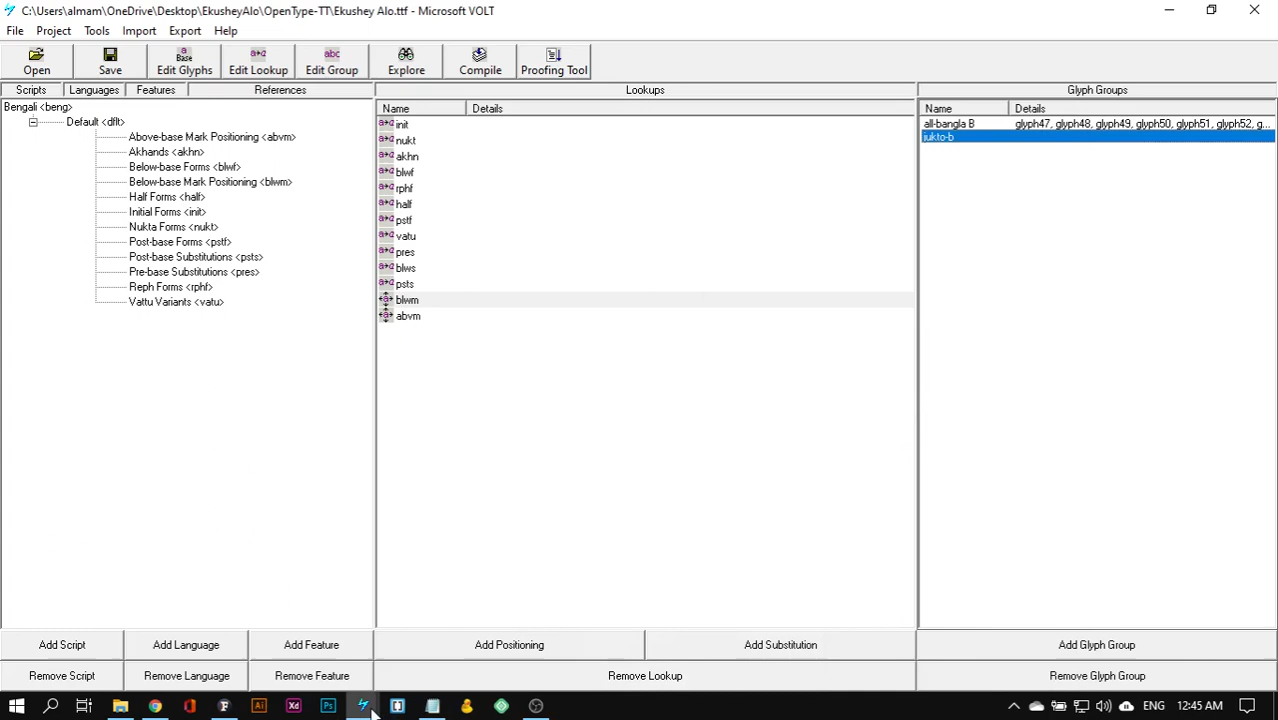 C:\Users\almam\OneDrive\Desktop\EkusheyAlo\OpenType-TT\Ekushey Alo.ttf - Microsoft VOLT
File Project Tools Import Export Help
Open Save Base Edit Glyphs Edit Lookup abc Edit Group Explore Compile Proofing Tool
Scripts Languages Features References Lookups Glyph Groups
Bengali <beng> Name Details Name Details
Default <dflt> init all-bangla B glyph47, glyph48, glyph49, glyph50, glyph51, glyph52, g...
Above-base Mark Positioning <abvm> nukt jukto-b
Akhands <akhn> akhn
Below-base Forms <blwf> blwf
Below-base Mark Positioning <blwm> rphf
Half Forms <half> half
Initial Forms <init> pstf
Nukta Forms <nukt> vatu
Post-base Forms <pstf> pres
Post-base Substitutions <psts> blws
Pre-base Substitutions <pres> psts
Reph Forms <rphf> blwm
Vattu Variants <vatu> abvm
Add Script Add Language Add Feature Add Positioning Add Substitution Add Glyph Group
Remove Script Remove Language Remove Feature Remove Lookup Remove Glyph Group
Ai Xd Ps ENG 12:45 AM